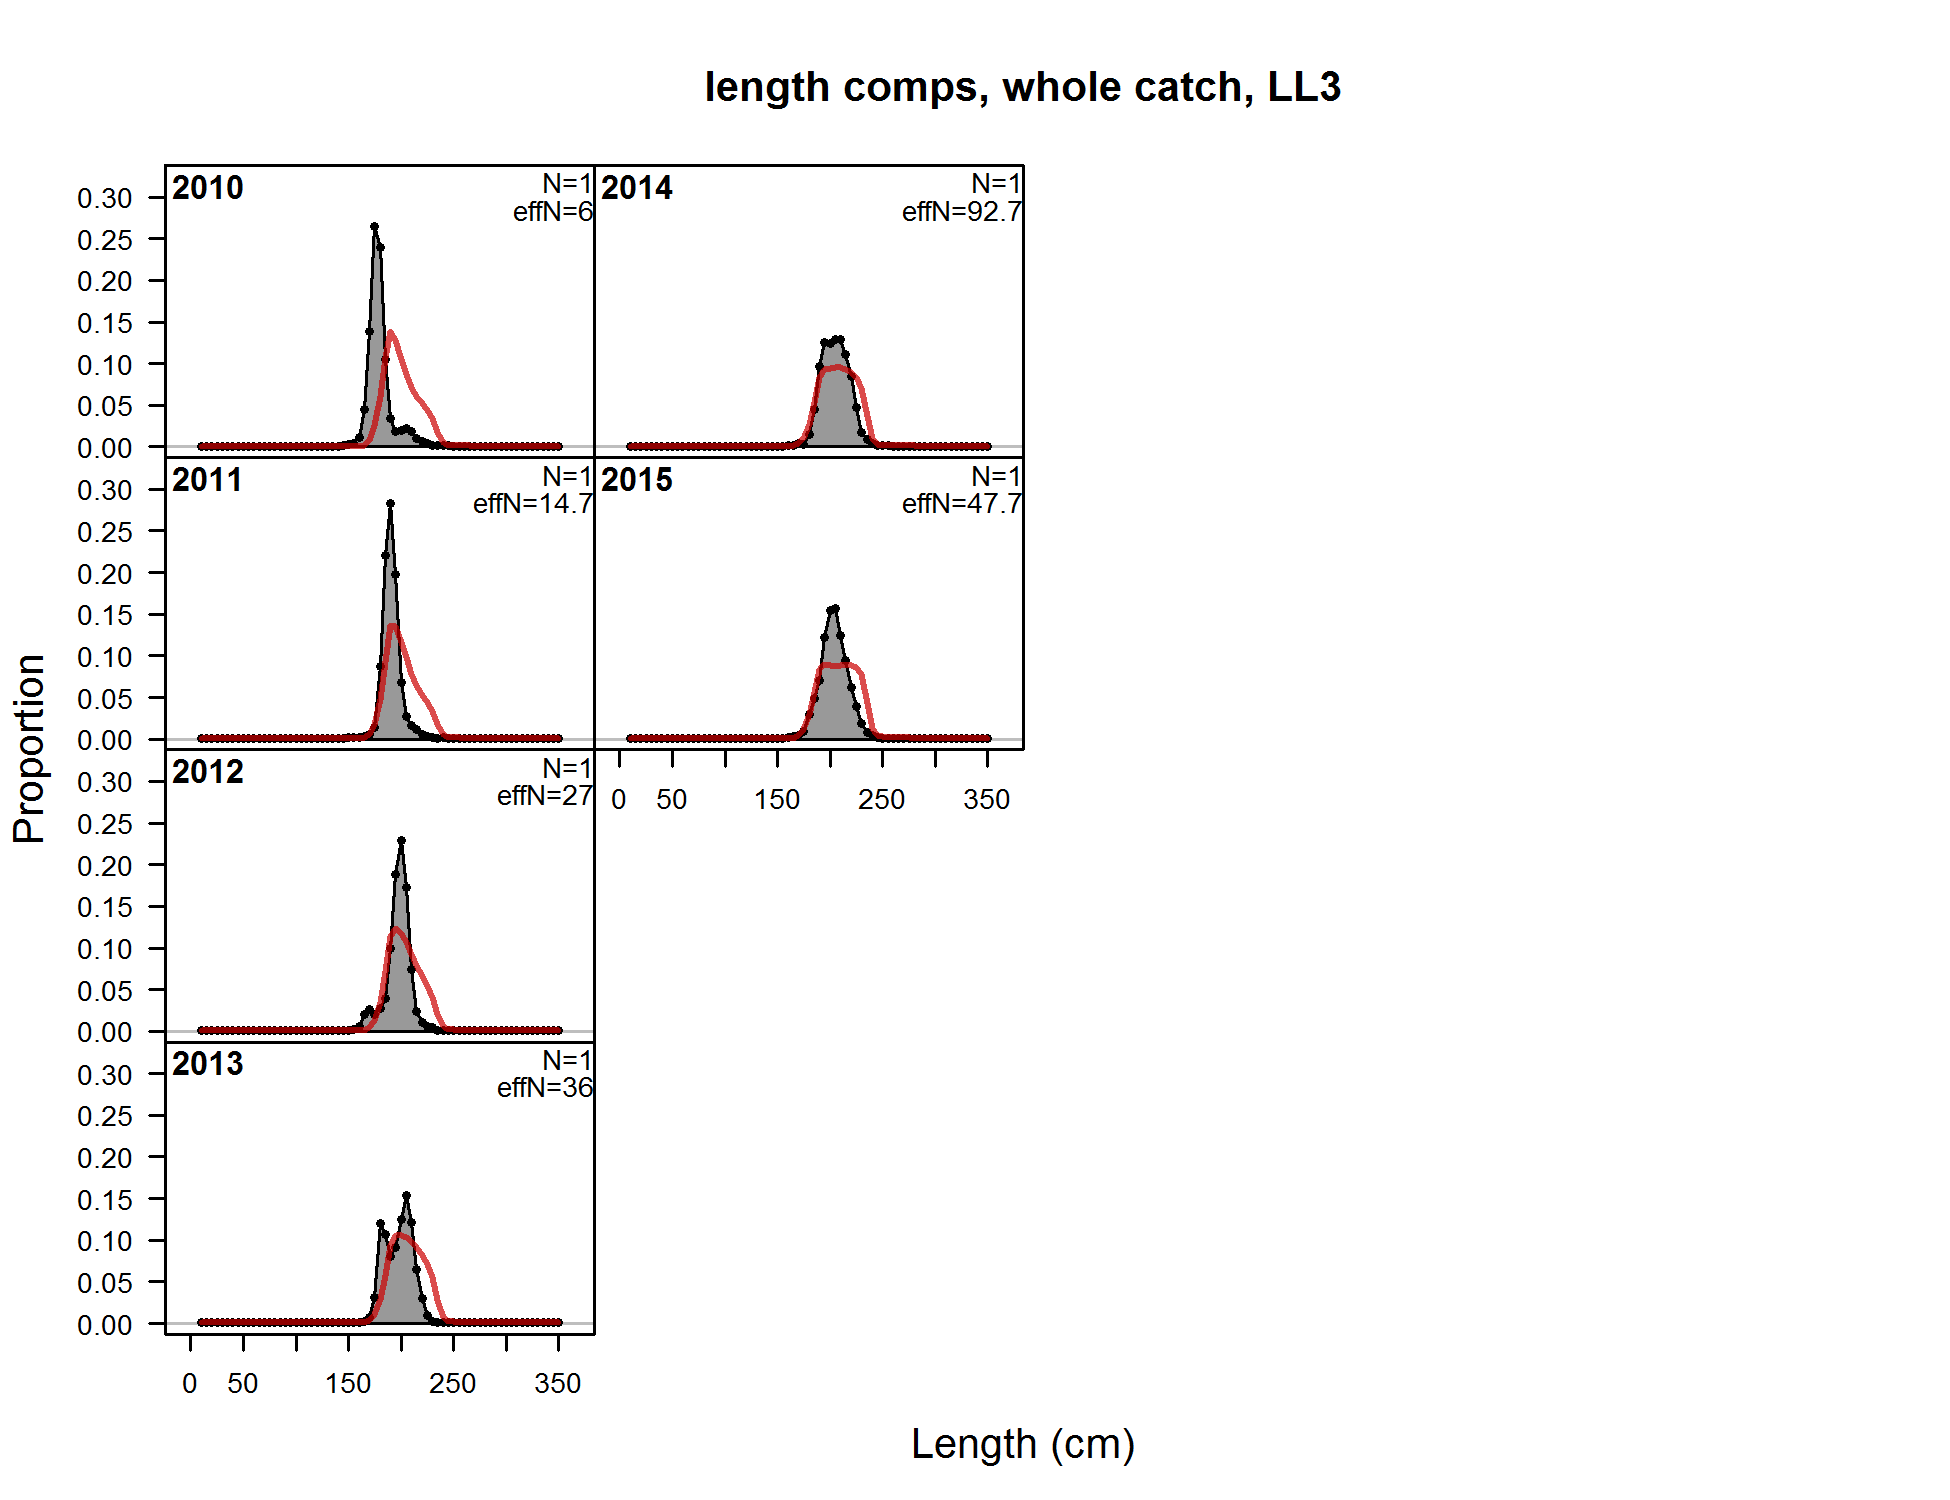 length comps, whole catch, LL3
2010
N=1
effN=6
0.30
0.25
0.20
0.15
0.10
0.05
0.00
2014
N=1
effN=92.7
2011
N=1
effN=14.7
0.30
0.25
0.20
0.15
0.10
0.05
0.00
2015
N=1
effN=47.7
0 50 150 250 350
2012
N=1
effN=27
0.30
0.25
0.20
0.15
0.10
0.05
0.00
2013
N=1
effN=36
0.30
0.25
0.20
0.15
0.10
0.05
0.00
0 50 150 250 350
Proportion
Length (cm)